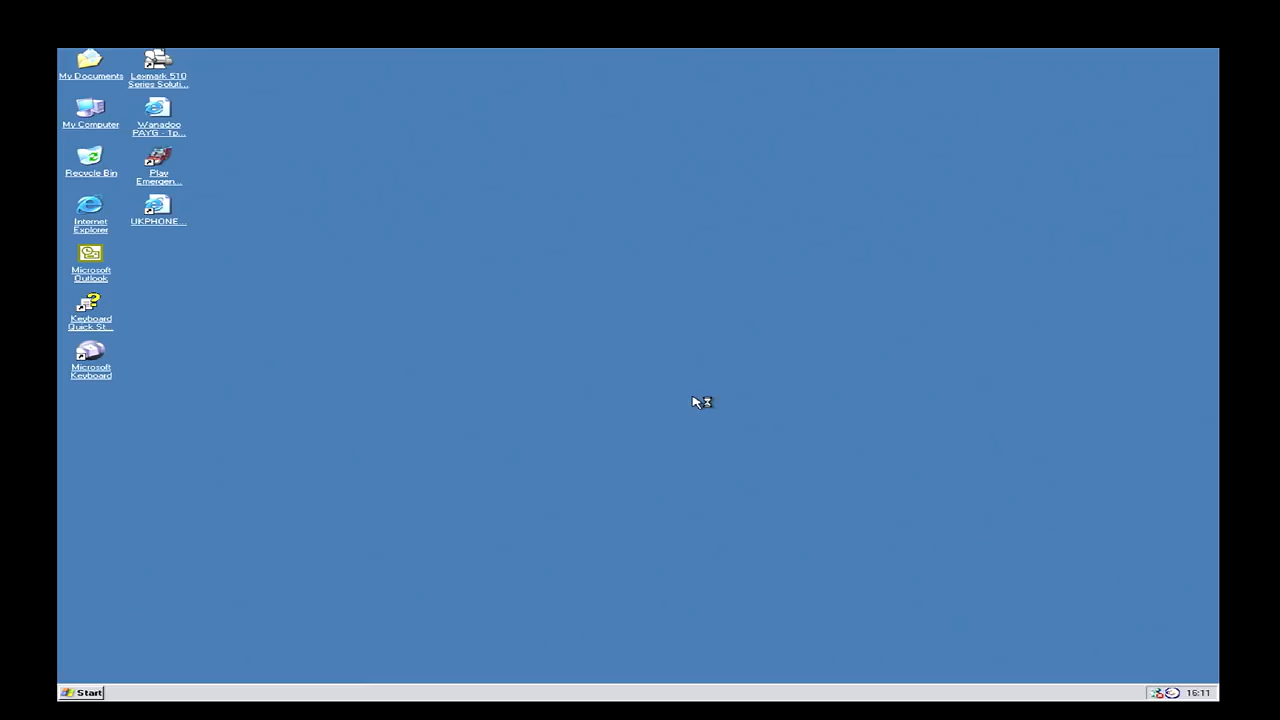 My Documents
Lexmark 510
Series Soluti...
My Computer
Wanadoo
PAYG - 1p...
Recycle Bin
Play
Emergen...
Internet
Explorer
UKPHONE...
Microsoft
Outlook
Keyboard
Quick St...
Microsoft
Keyboard
Start
16:11